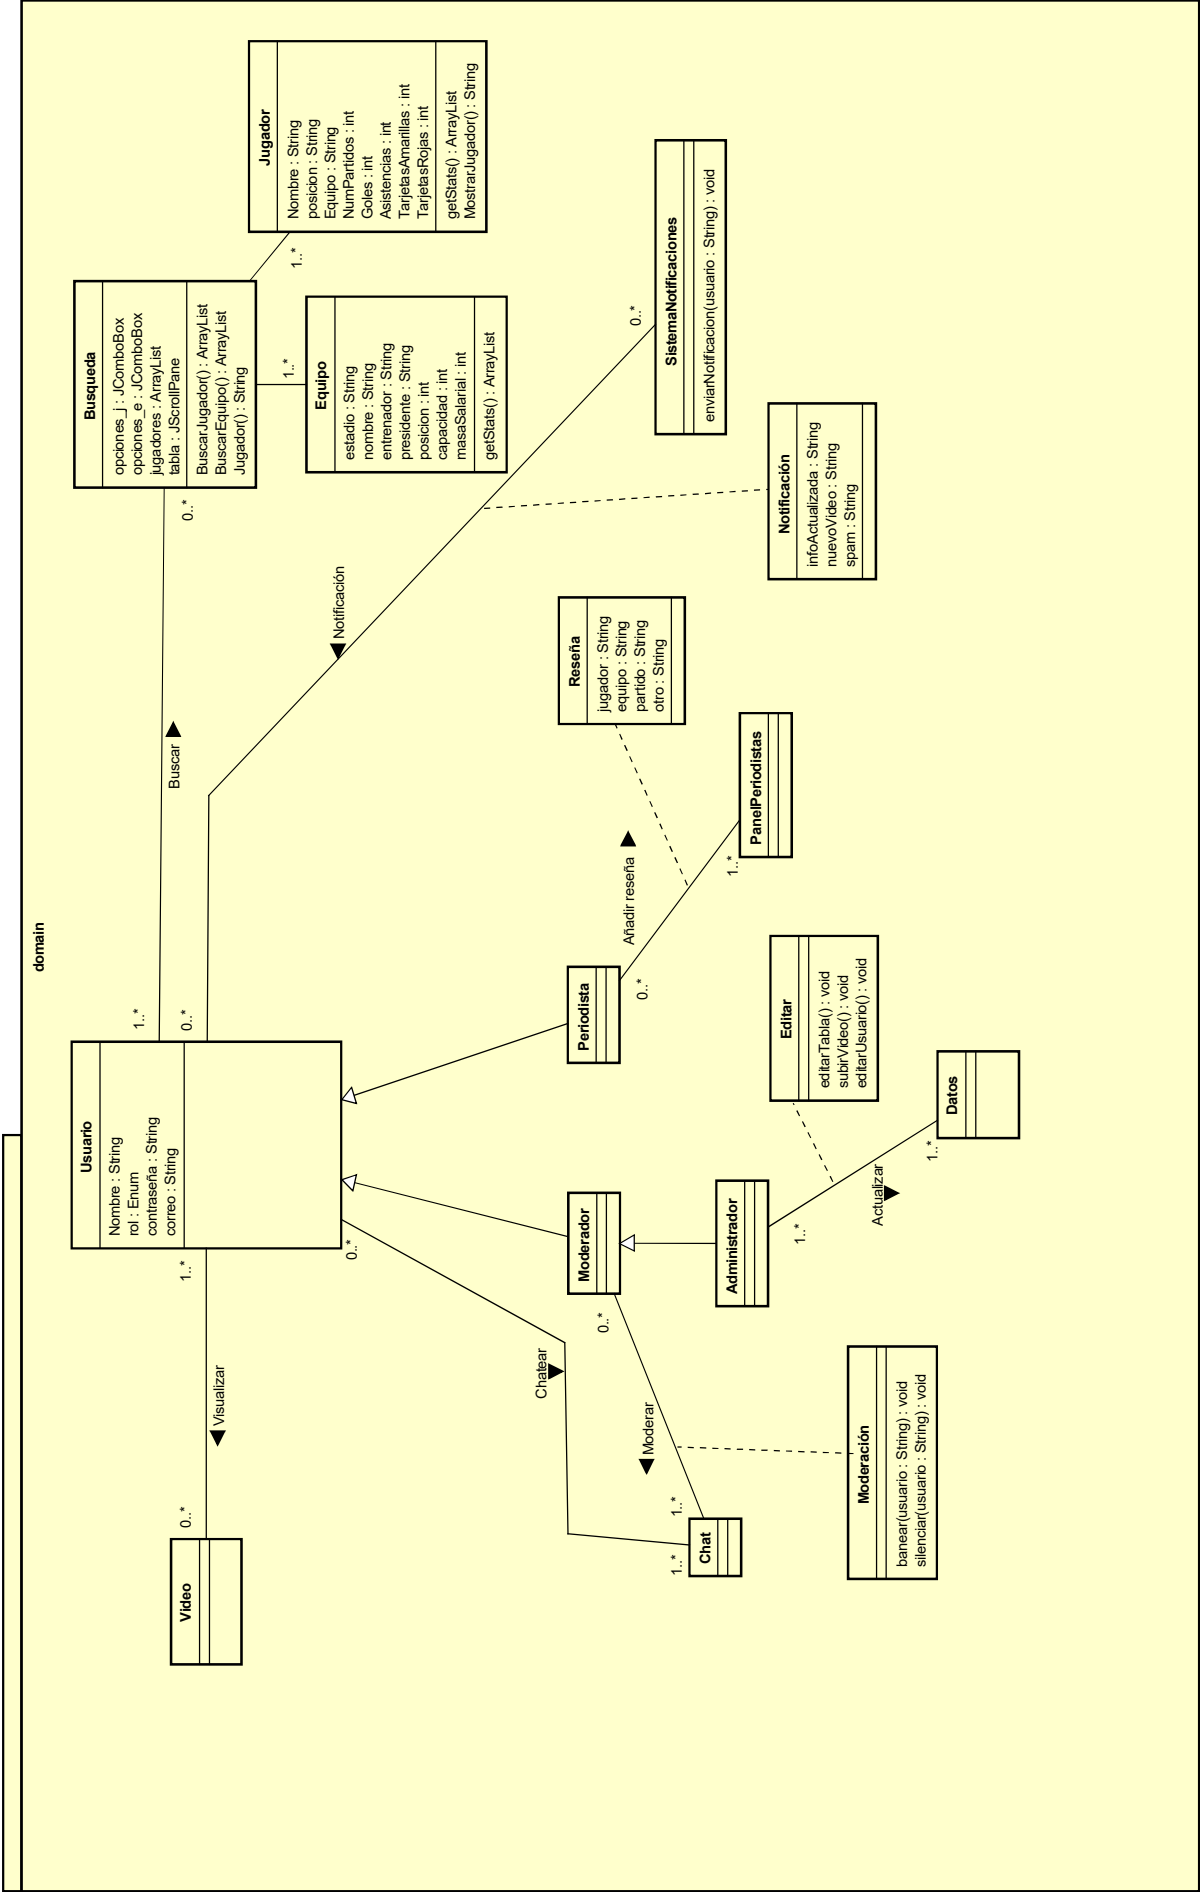 domain
Video
0..*
Visualizar
1..*
Usuario
Nombre : String
rol : Enum
contraseña : String
correo : String
1..*
Buscar
0..*
Busqueda
opciones_j : JComboBox
opciones_e : JComboBox
jugadores : ArrayList
tabla : JScrollPane
BuscarJugador() : ArrayList
BuscarEquipo() : ArrayList
Jugador() : String
1..*
Jugador
Nombre : String
posicion : String
Equipo : String
NumPartidos : int
Goles : int
Asistencias : int
TarjetasAmarillas : int
TarjetasRojas : int
getStats() : ArrayList
MostrarJugador() : String
1..*
Equipo
estadio : String
nombre : String
entrenador : String
presidente : String
posicion : int
capacidad : int
masaSalarial : int
getStats() : ArrayList
0..*
Notificación
0..*
SistemaNotificaciones
enviarNotificacion(usuario : String) : void
Notificación
infoActualizada : String
nuevoVideo : String
spam : String
0..*
Chatear
1..*
Chat
1..*
Moderar
0..*
Moderador
Periodista
0..*
Añadir reseña
1..*
PanelPeriodistas
Reseña
jugador : String
equipo : String
partido : String
otro : String
Administrador
1..*
Actualizar
1..*
Datos
Editar
editarTabla() : void
subirVideo() : void
editarUsuario() : void
Moderación
banear(usuario : String) : void
silenciar(usuario : String) : void